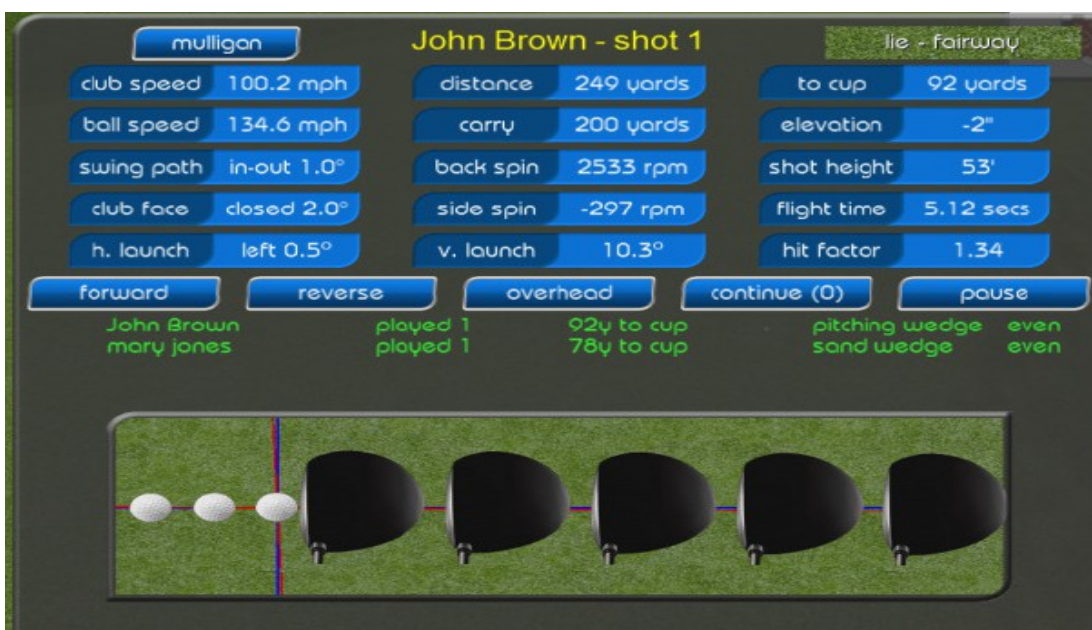 mulligan John Brown - shot 1 lie - fairway
club speed 100.2 mph distance 249 yards to cup 92 yards
ball speed 134.6 mph carry 200 yards elevation -2"
swing path in-out 1.0° back spin 2533 rpm shot height 53'
club face closed 2.0° side spin -297 rpm flight time 5.12 secs
h. launch left 0.5° v. launch 10.3° hit factor 1.34
forward reverse overhead continue (0) pause
John Brown played 1 92y to cup pitching wedge even
mary jones played 1 78y to cup sand wedge even